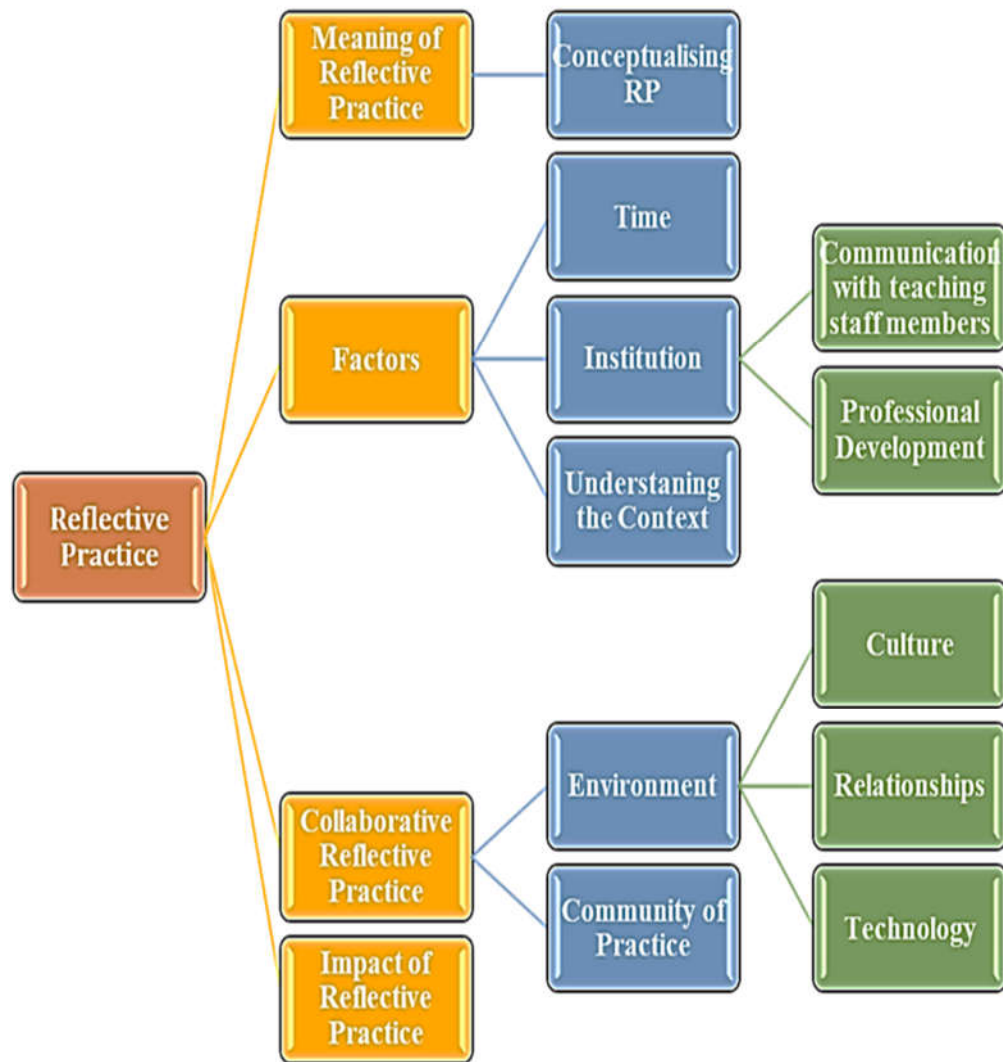 Meaning of
Reflective
Practice
Conceptualising
RP
Time
Communication
with teaching
staff members
Factors
Institution
Professional
Development
Understaning
the Context
Reflective
Practice
Culture
Environment
Relationships
Collaborative
Reflective
Practice
Community of
Practice
Technology
Impact of
Reflective
Practice